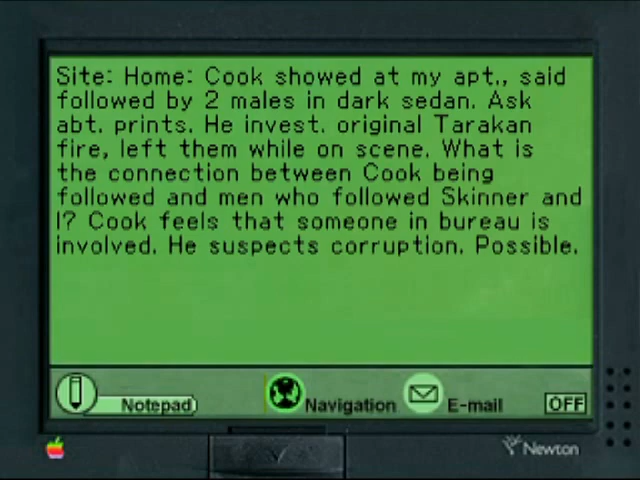 Site: Home: Cook showed at my apt., said
followed by 2 males in dark sedan. Ask
abt. prints. He invest. original Tarakan
fire, left them while on scene. What is
the connection between Cook being
followed and men who followed Skinner and
I? Cook feels that someone in bureau is
involved. He suspects corruption. Possible.
Notepad
Navigation
E-mail
OFF
Newton